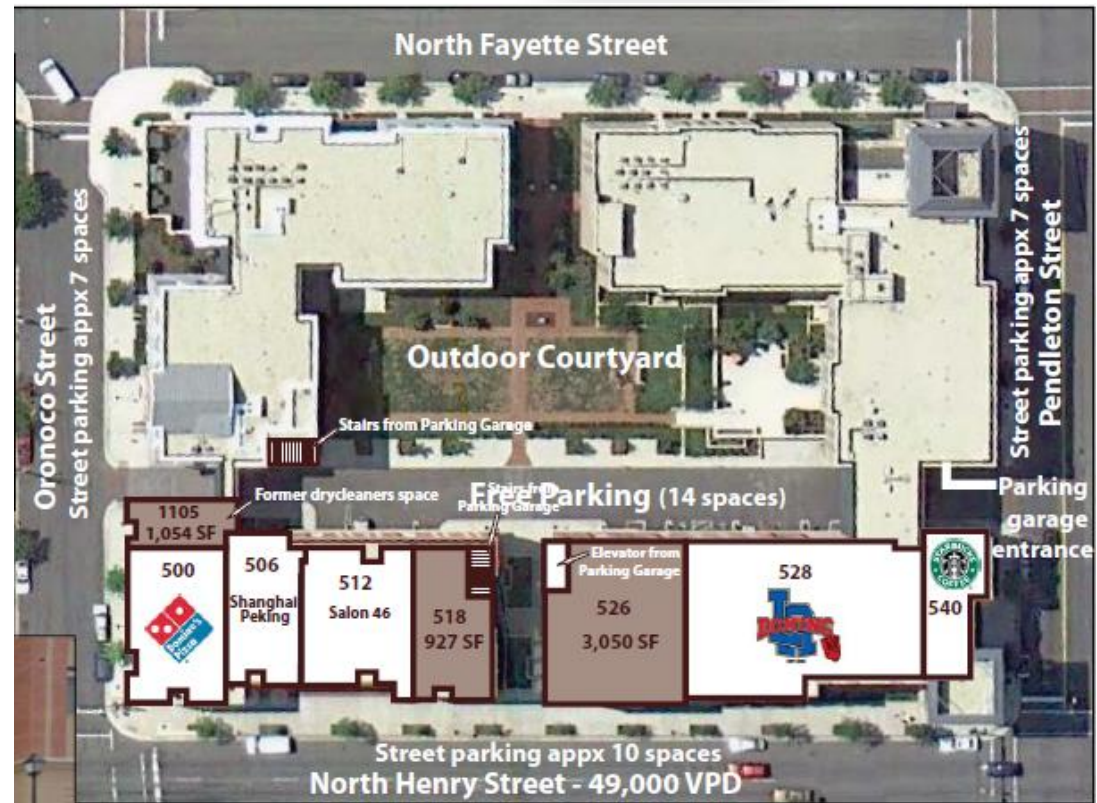 North Fayette Street
Oronoco Street
Street parking appx 7 spaces
Street parking appx 7 spaces
Pendleton Street
Outdoor Courtyard
Stairs from Parking Garage
Former drycleaners space
Stairs from
Parking Garage
Free Parking (14 spaces)
Parking
garage
entrance
1105
1,054 SF
500
Domino's
Pizza
506
Shanghai
Peking
512
Salon 46
518
927 SF
Elevator from
Parking Garage
526
3,050 SF
528
STARBUCKS
COFFEE
540
Street parking appx 10 spaces
North Henry Street - 49,000 VPD